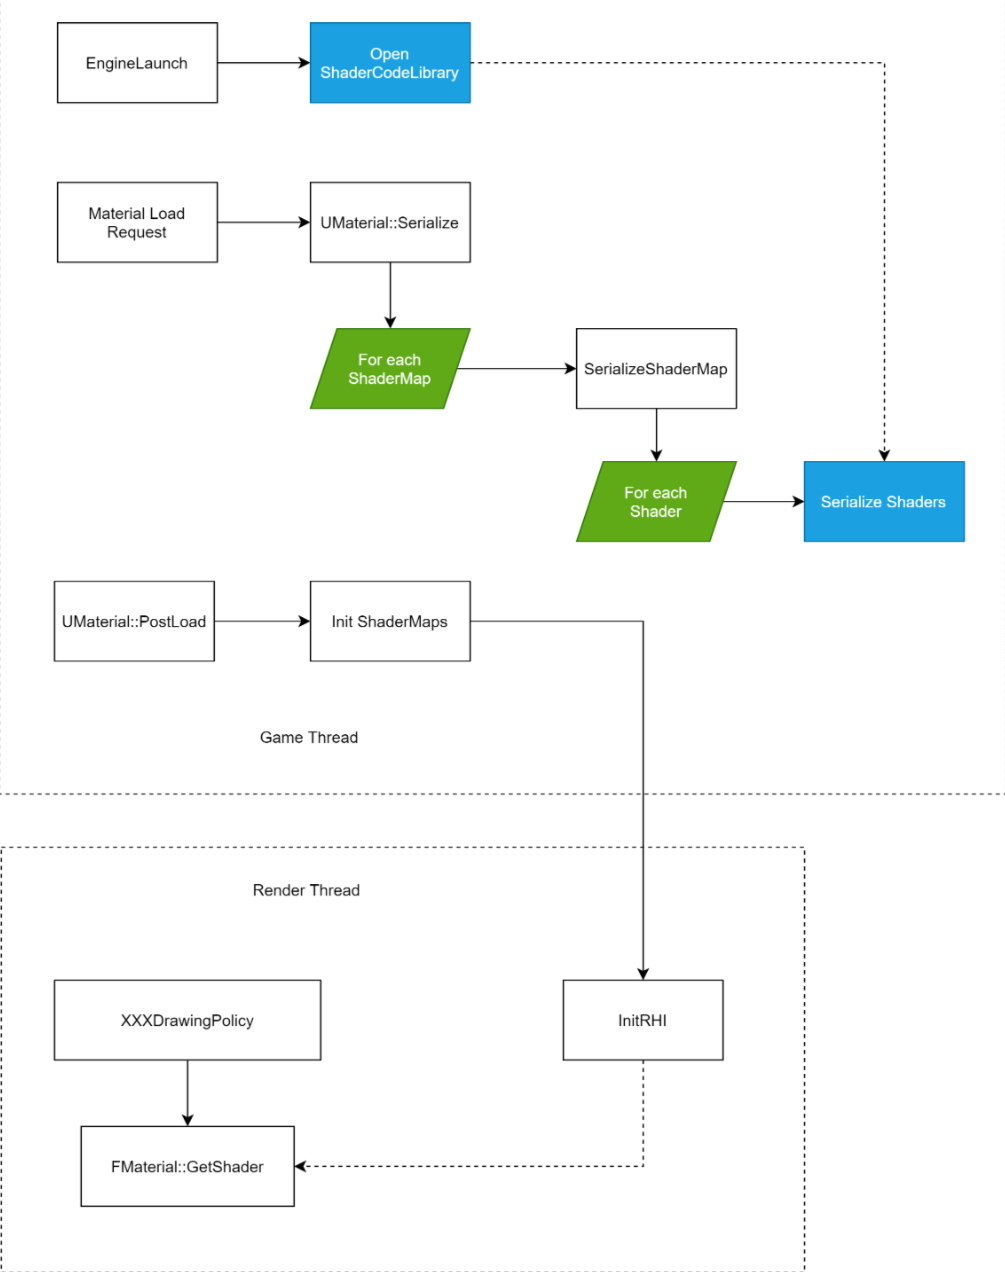 EngineLaunch
Open
ShaderCodeLibrary
Material Load
Request
UMaterial::Serialize
For each
ShaderMap
SerializeShaderMap
For each
Shader
Serialize Shaders
UMaterial::PostLoad
Init ShaderMaps
Game Thread
Render Thread
XXXDrawingPolicy
InitRHI
FMaterial::GetShader